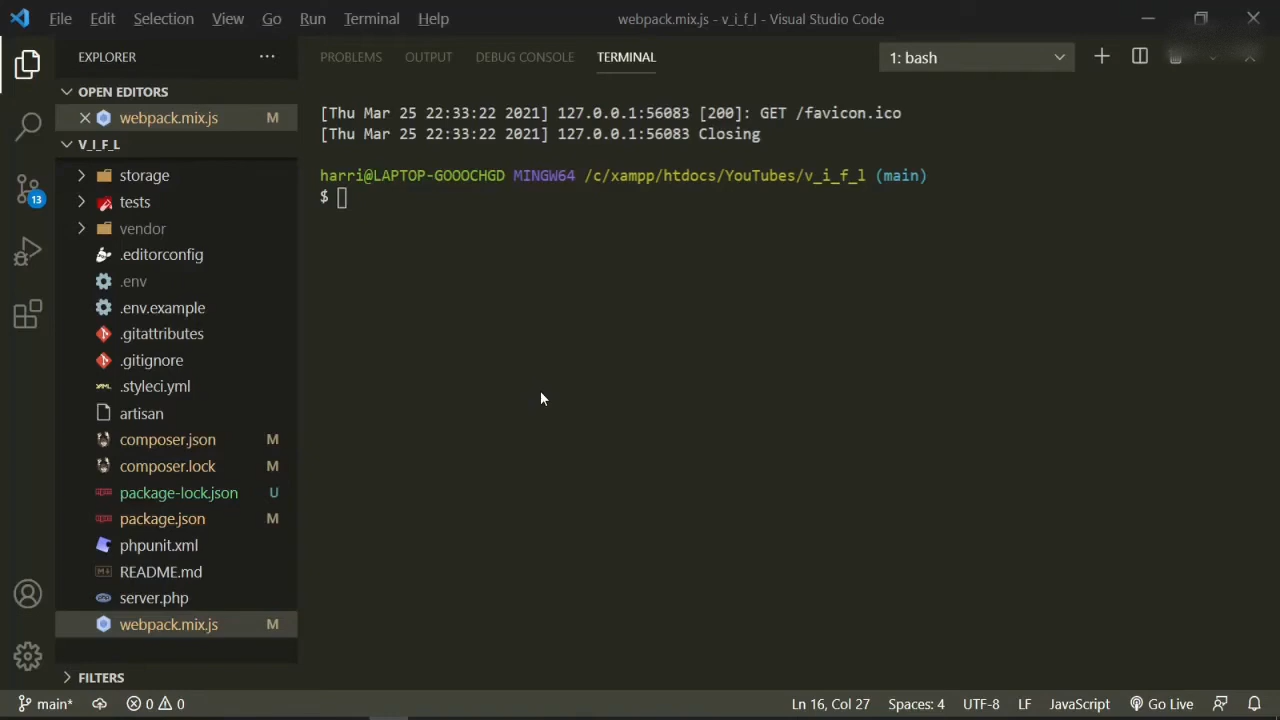 File Edit Selection View Go Run Terminal Help
webpack.mix.js - v_i_f_l - Visual Studio Code
EXPLORER
OPEN EDITORS
webpack.mix.js M
V_I_F_L
storage
tests
vendor
.editorconfig
.env
.env.example
.gitattributes
.gitignore
.styleci.yml
artisan
composer.json M
composer.lock M
package-lock.json U
package.json M
phpunit.xml
README.md
server.php
webpack.mix.js M
FILTERS
13
PROBLEMS OUTPUT DEBUG CONSOLE TERMINAL
1: bash
[Thu Mar 25 22:33:22 2021] 127.0.0.1:56083 [200]: GET /favicon.ico
[Thu Mar 25 22:33:22 2021] 127.0.0.1:56083 Closing
harri@LAPTOP-GOOOCHGD MINGW64 /c/xampp/htdocs/YouTubes/v_i_f_l (main)
$
main* 0 0 Ln 16, Col 27 Spaces: 4 UTF-8 LF JavaScript Go Live